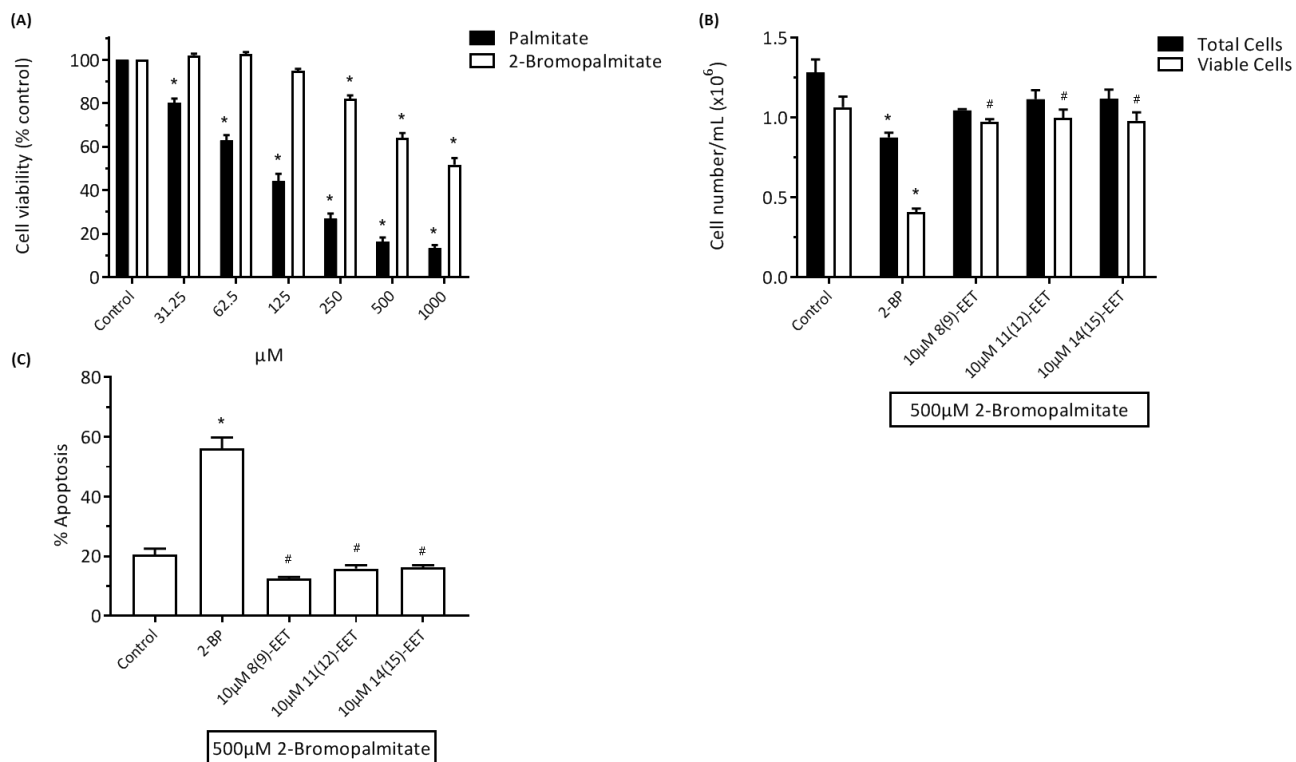 (A)
Palmitate
2-Bromopalmitate
Cell viability (% control)
100
80
60
40
20
0
* * * * * * * * *
Control 31.25 62.5 125 250 500 1000
µM
(B)
Total Cells
Viable Cells
Cell number/mL (x10⁶)
1.5
1.0
0.5
0.0
* * # # #
Control 2-BP 10µM 8(9)-EET 10µM 11(12)-EET 10µM 14(15)-EET
500µM 2-Bromopalmitate
(C)
% Apoptosis
80
60
40
20
0
* # # #
Control 2-BP 10µM 8(9)-EET 10µM 11(12)-EET 10µM 14(15)-EET
500µM 2-Bromopalmitate